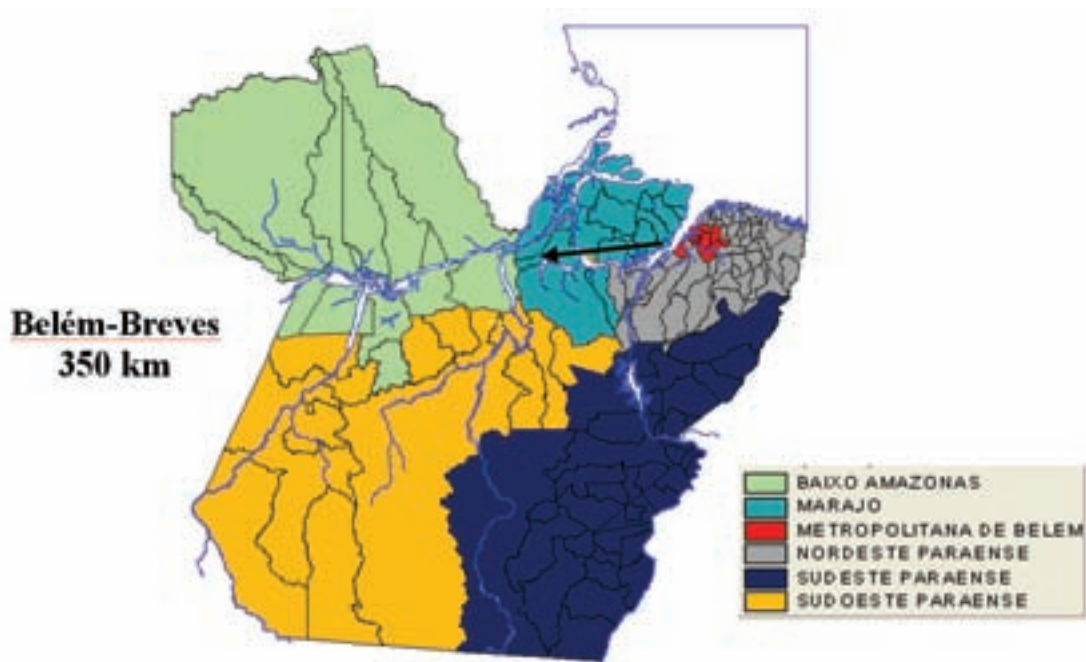 Belém-Breves
350 km
BAIXO AMAZONAS
MARAJO
METROPOLITANA DE BELEM
NORDESTE PARAENSE
SUDESTE PARAENSE
SUDOESTE PARAENSE